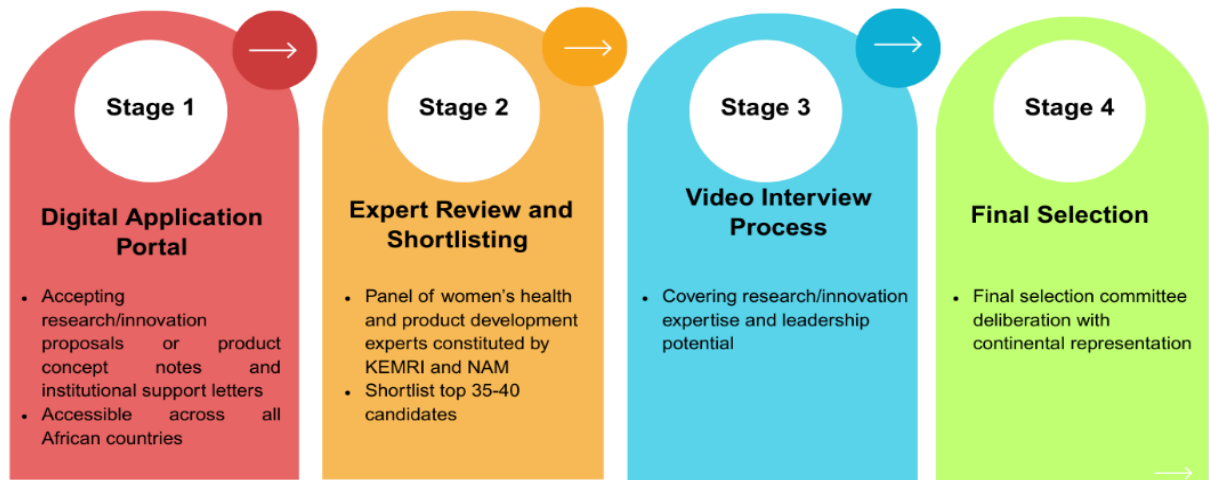 Stage 1
Digital Application
Portal
• Accepting
research/innovation
proposals or product
concept notes and
institutional support letters
• Accessible across all
African countries
Stage 2
Expert Review and
Shortlisting
• Panel of women’s health
and product development
experts constituted by
KEMRI and NAM
• Shortlist top 35-40
candidates
Stage 3
Video Interview
Process
• Covering research/innovation
expertise and leadership
potential
Stage 4
Final Selection
• Final selection committee
deliberation with
continental representation